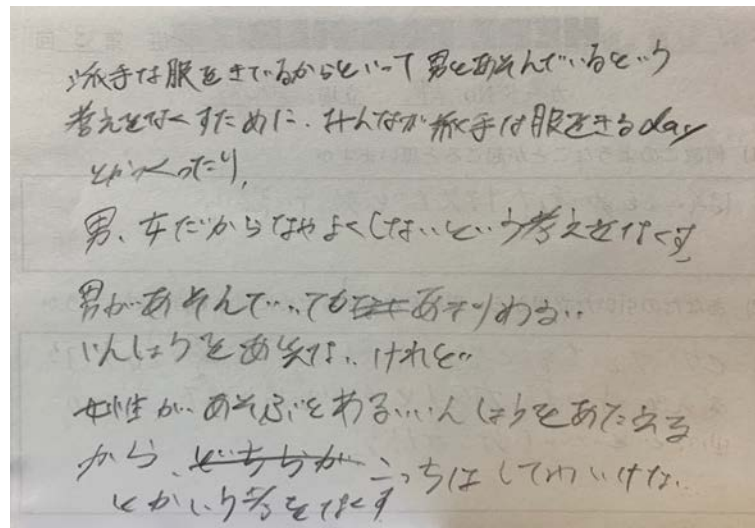 派手な服をきているからといって男とあそんでいるという
考えをなくすために、みんなが派手な服をきるday
とかつくったり、
男、女だからなかよくしないという考えをなくす
男があそんでいても あまりわるい
いんしょうをあたえない けれど
女性が、あそぶとわるいいんしょうをあたえる
から、どちらが こっちはしてわいけない
とかいう考えをなくす